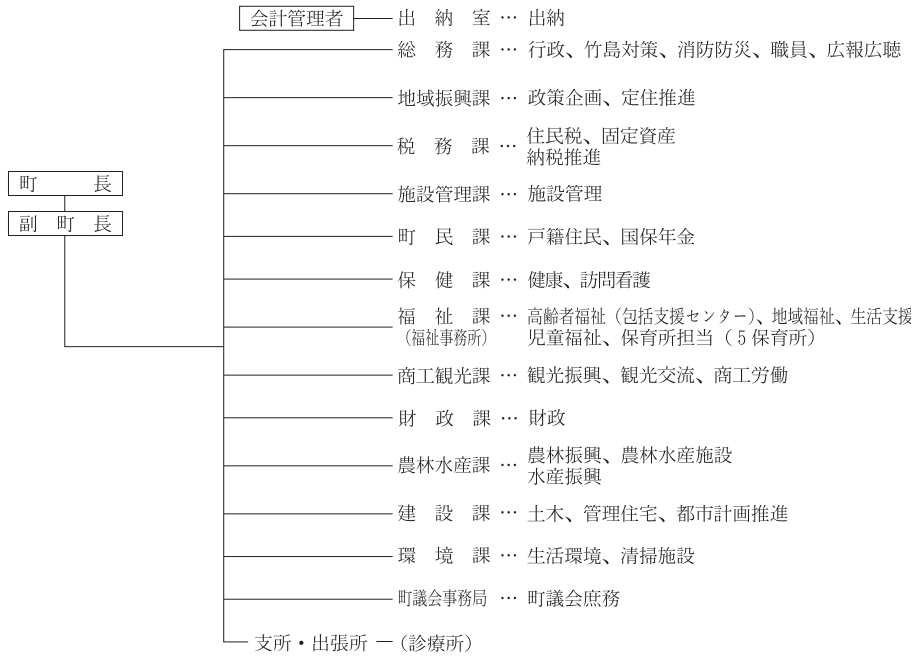 会計管理者 出納室 … 出納
総務課 … 行政、竹島対策、消防防災、職員、広報広聴
地域振興課 … 政策企画、定住推進
税務課 … 住民税、固定資産
納税推進
町長
施設管理課 … 施設管理
副町長
町民課 … 戸籍住民、国保年金
保健課 … 健康、訪問看護
福祉課 … 高齢者福祉（包括支援センター）、地域福祉、生活支援
（福祉事務所） 児童福祉、保育所担当（５保育所）
商工観光課 … 観光振興、観光交流、商工労働
財政課 … 財政
農林水産課 … 農林振興、農林水産施設
水産振興
建設課 … 土木、管理住宅、都市計画推進
環境課 … 生活環境、清掃施設
町議会事務局 … 町議会庶務
支所・出張所 （診療所）